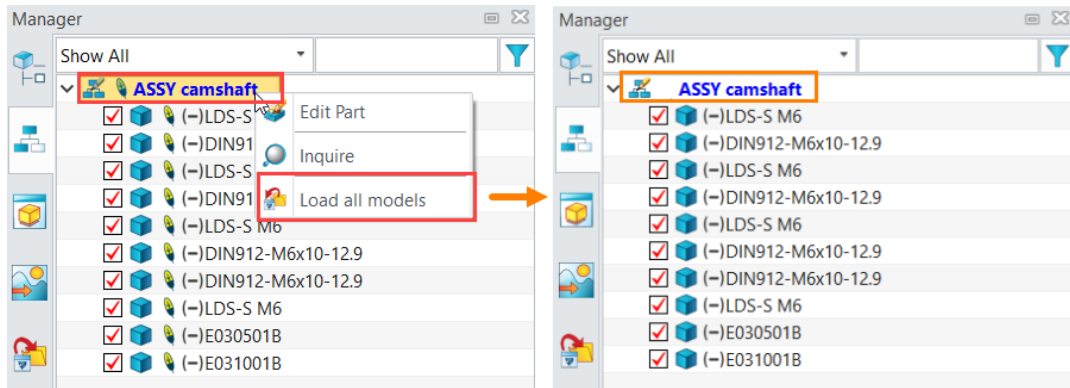 Manager
Show All
ASSY camshaft
(-)LDS-S
Edit Part
(-)DIN91
(-)LDS-S
Inquire
(-)DIN91
Load all models
(-)LDS-S M6
(-)DIN912-M6x10-12.9
(-)DIN912-M6x10-12.9
(-)LDS-S M6
(-)E030501B
(-)E031001B
Manager
Show All
ASSY camshaft
(-)LDS-S M6
(-)DIN912-M6x10-12.9
(-)LDS-S M6
(-)DIN912-M6x10-12.9
(-)LDS-S M6
(-)DIN912-M6x10-12.9
(-)DIN912-M6x10-12.9
(-)LDS-S M6
(-)E030501B
(-)E031001B